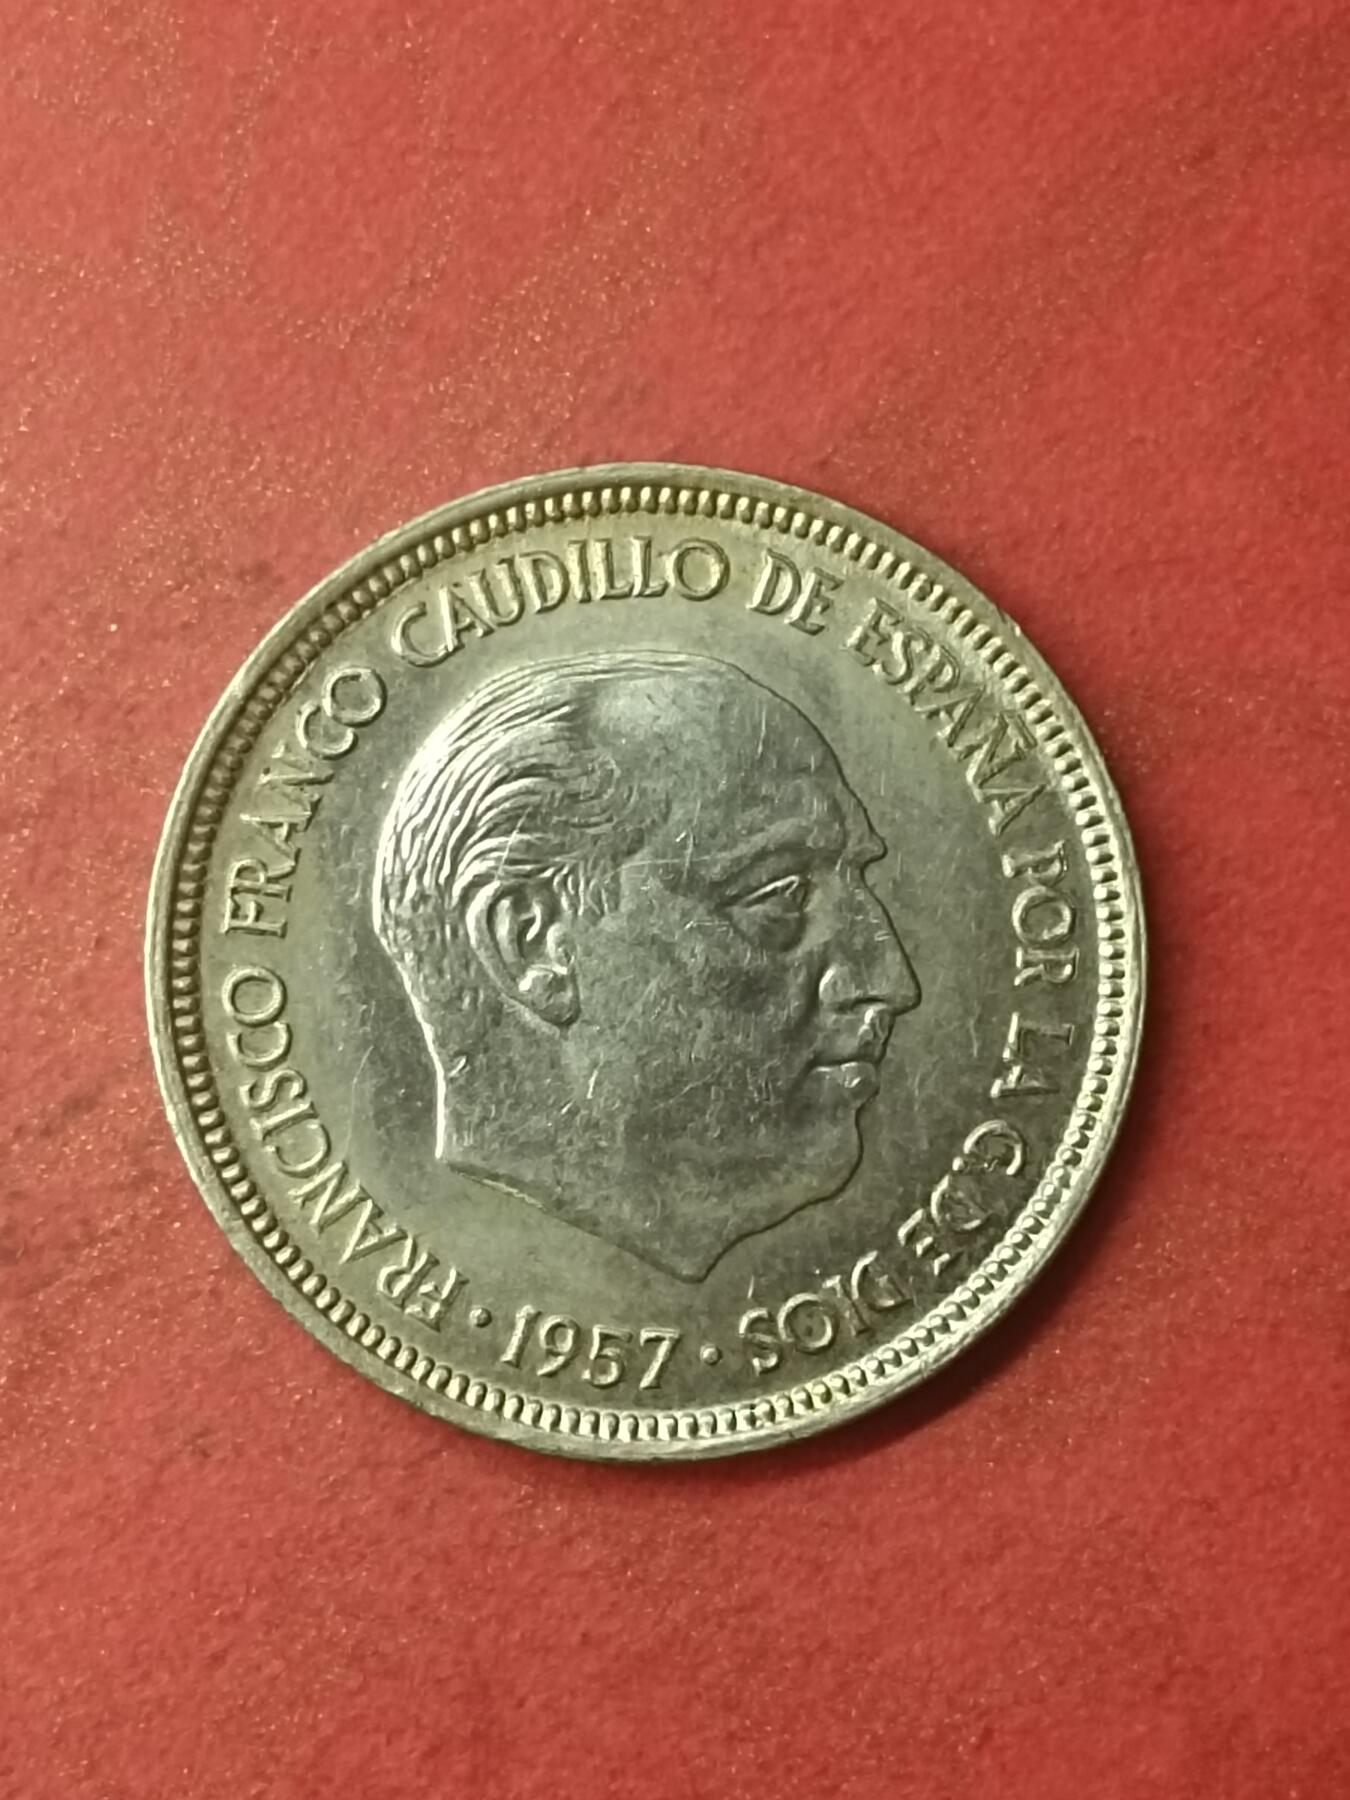 FRANCISCO FRANCO CAUDILLO DE ESPAÑA POR LA G.DE DIOS
· 1957 ·